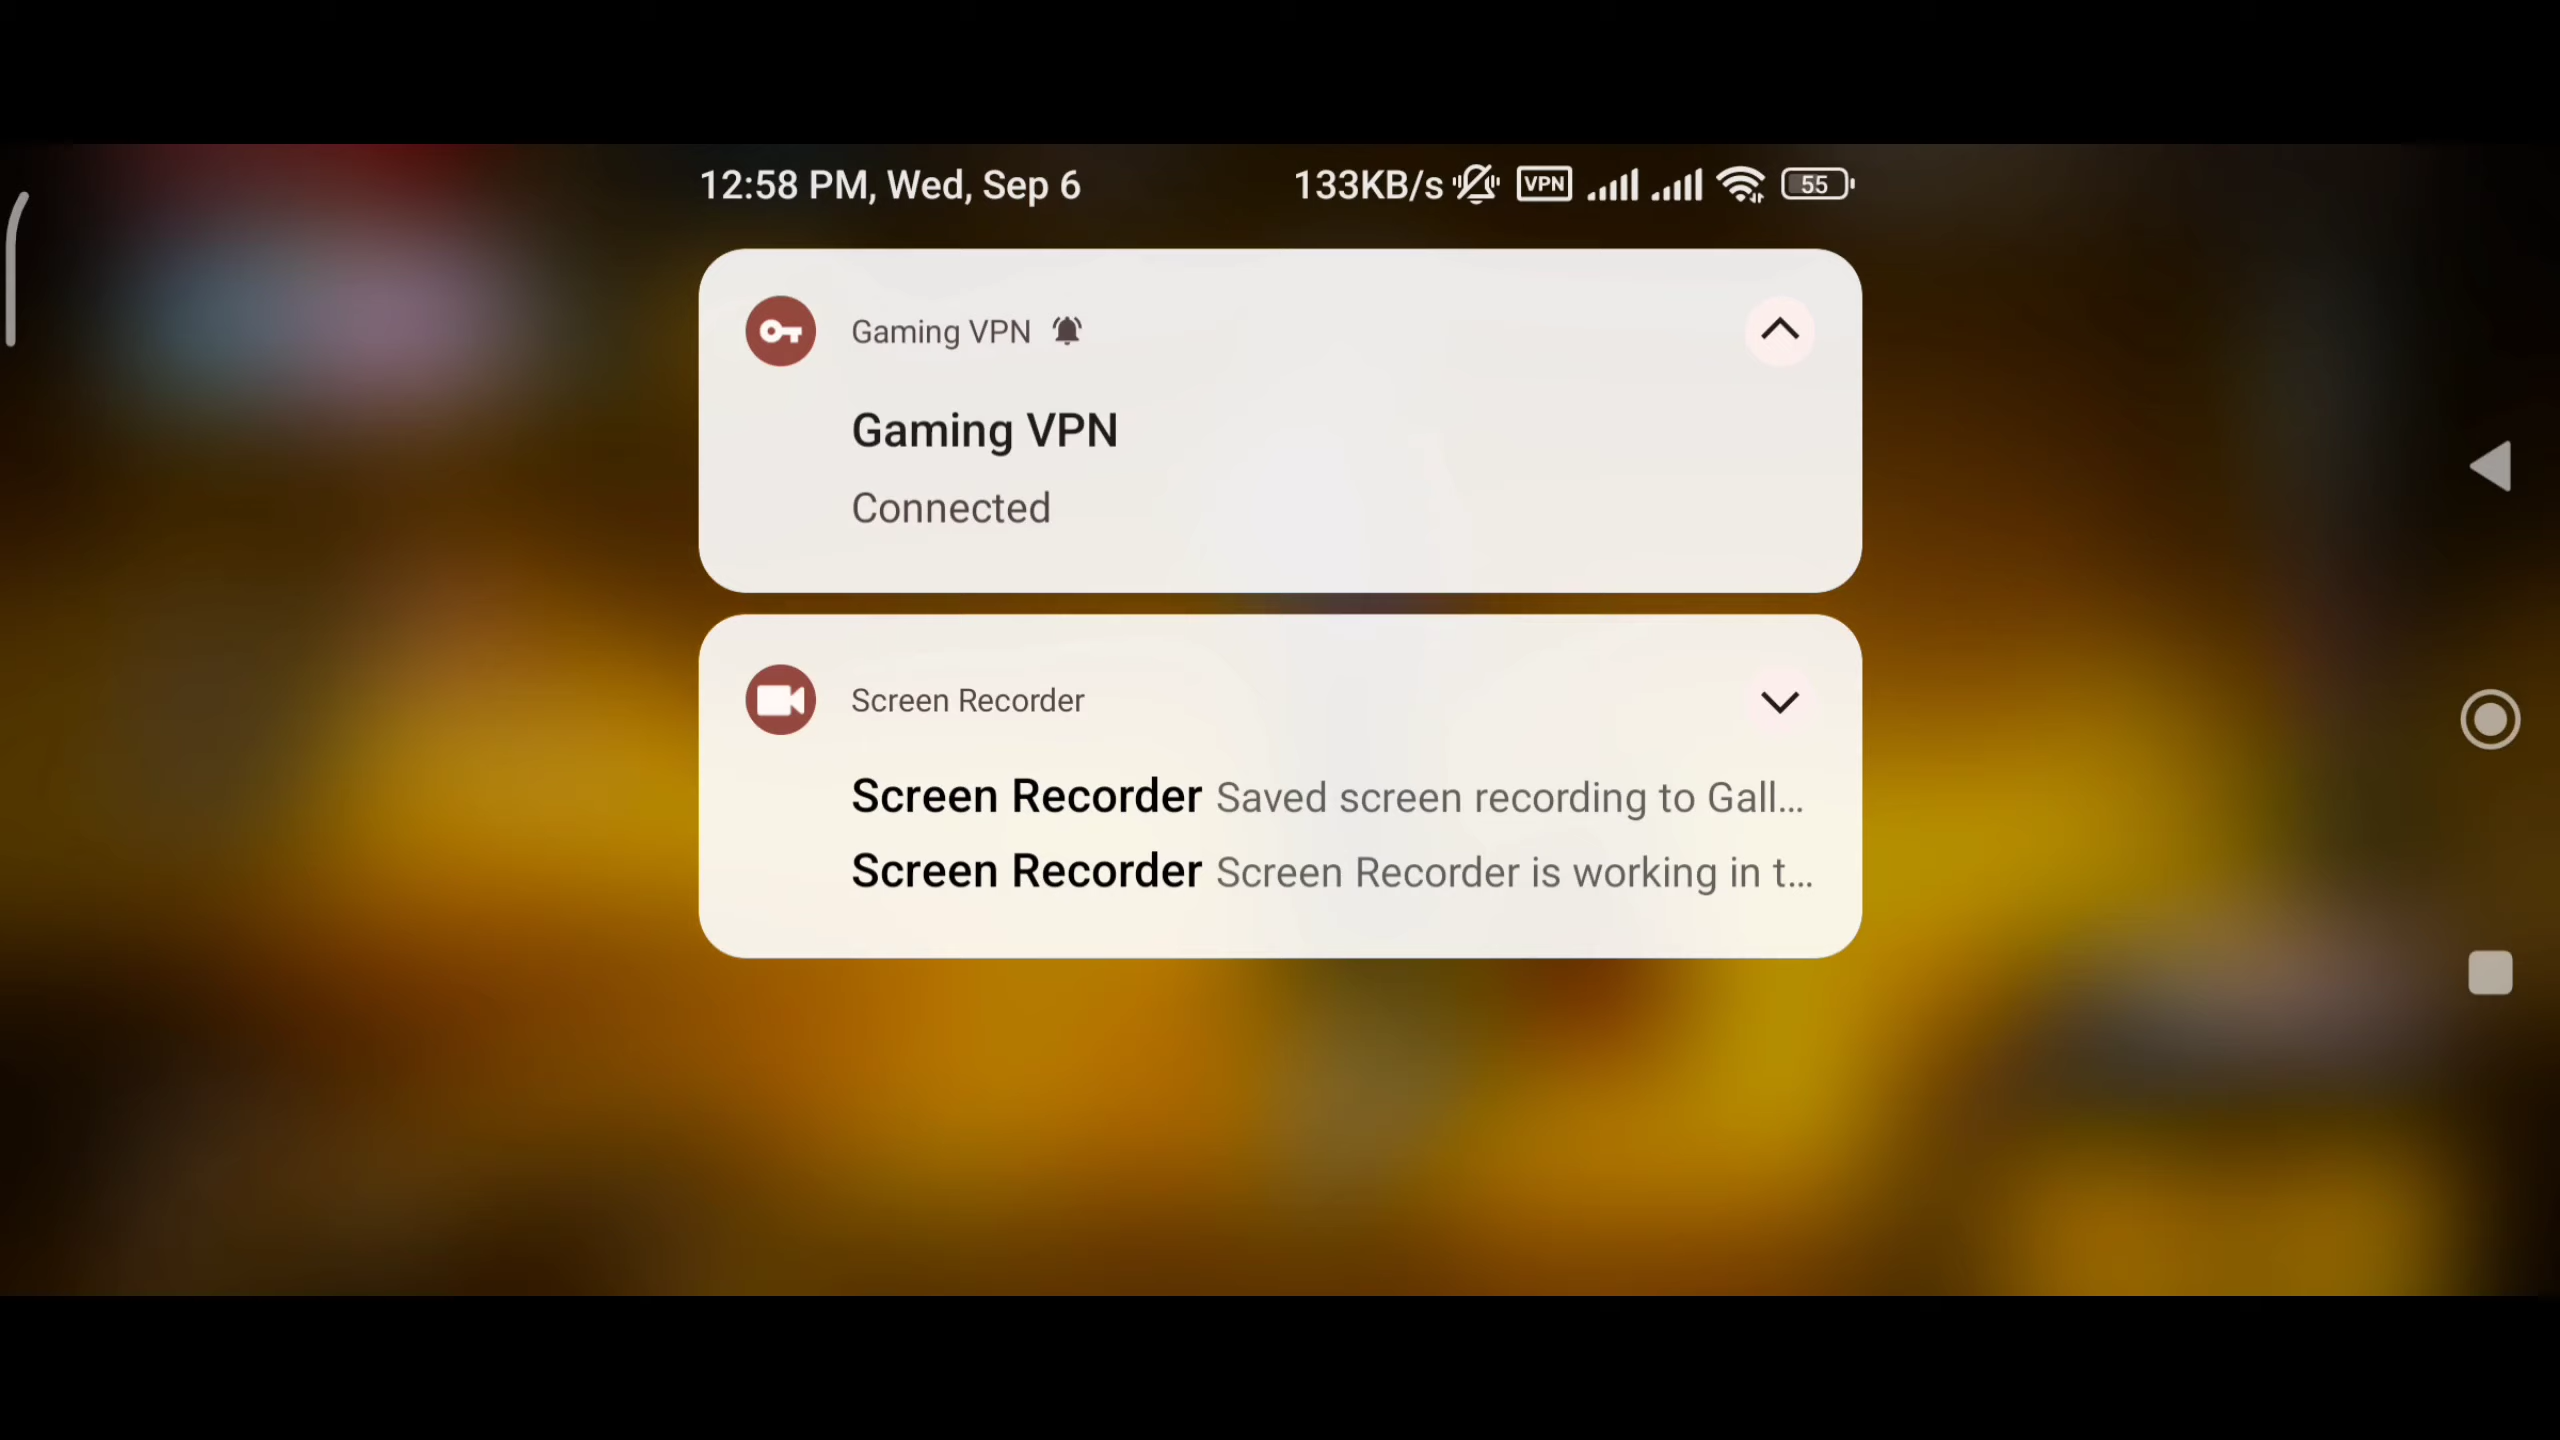 12:58 PM, Wed, Sep 6
133KB/s VPN 55
Gaming VPN
Gaming VPN
Connected
Screen Recorder
Screen Recorder Saved screen recording to Gall...
Screen Recorder Screen Recorder is working in t...